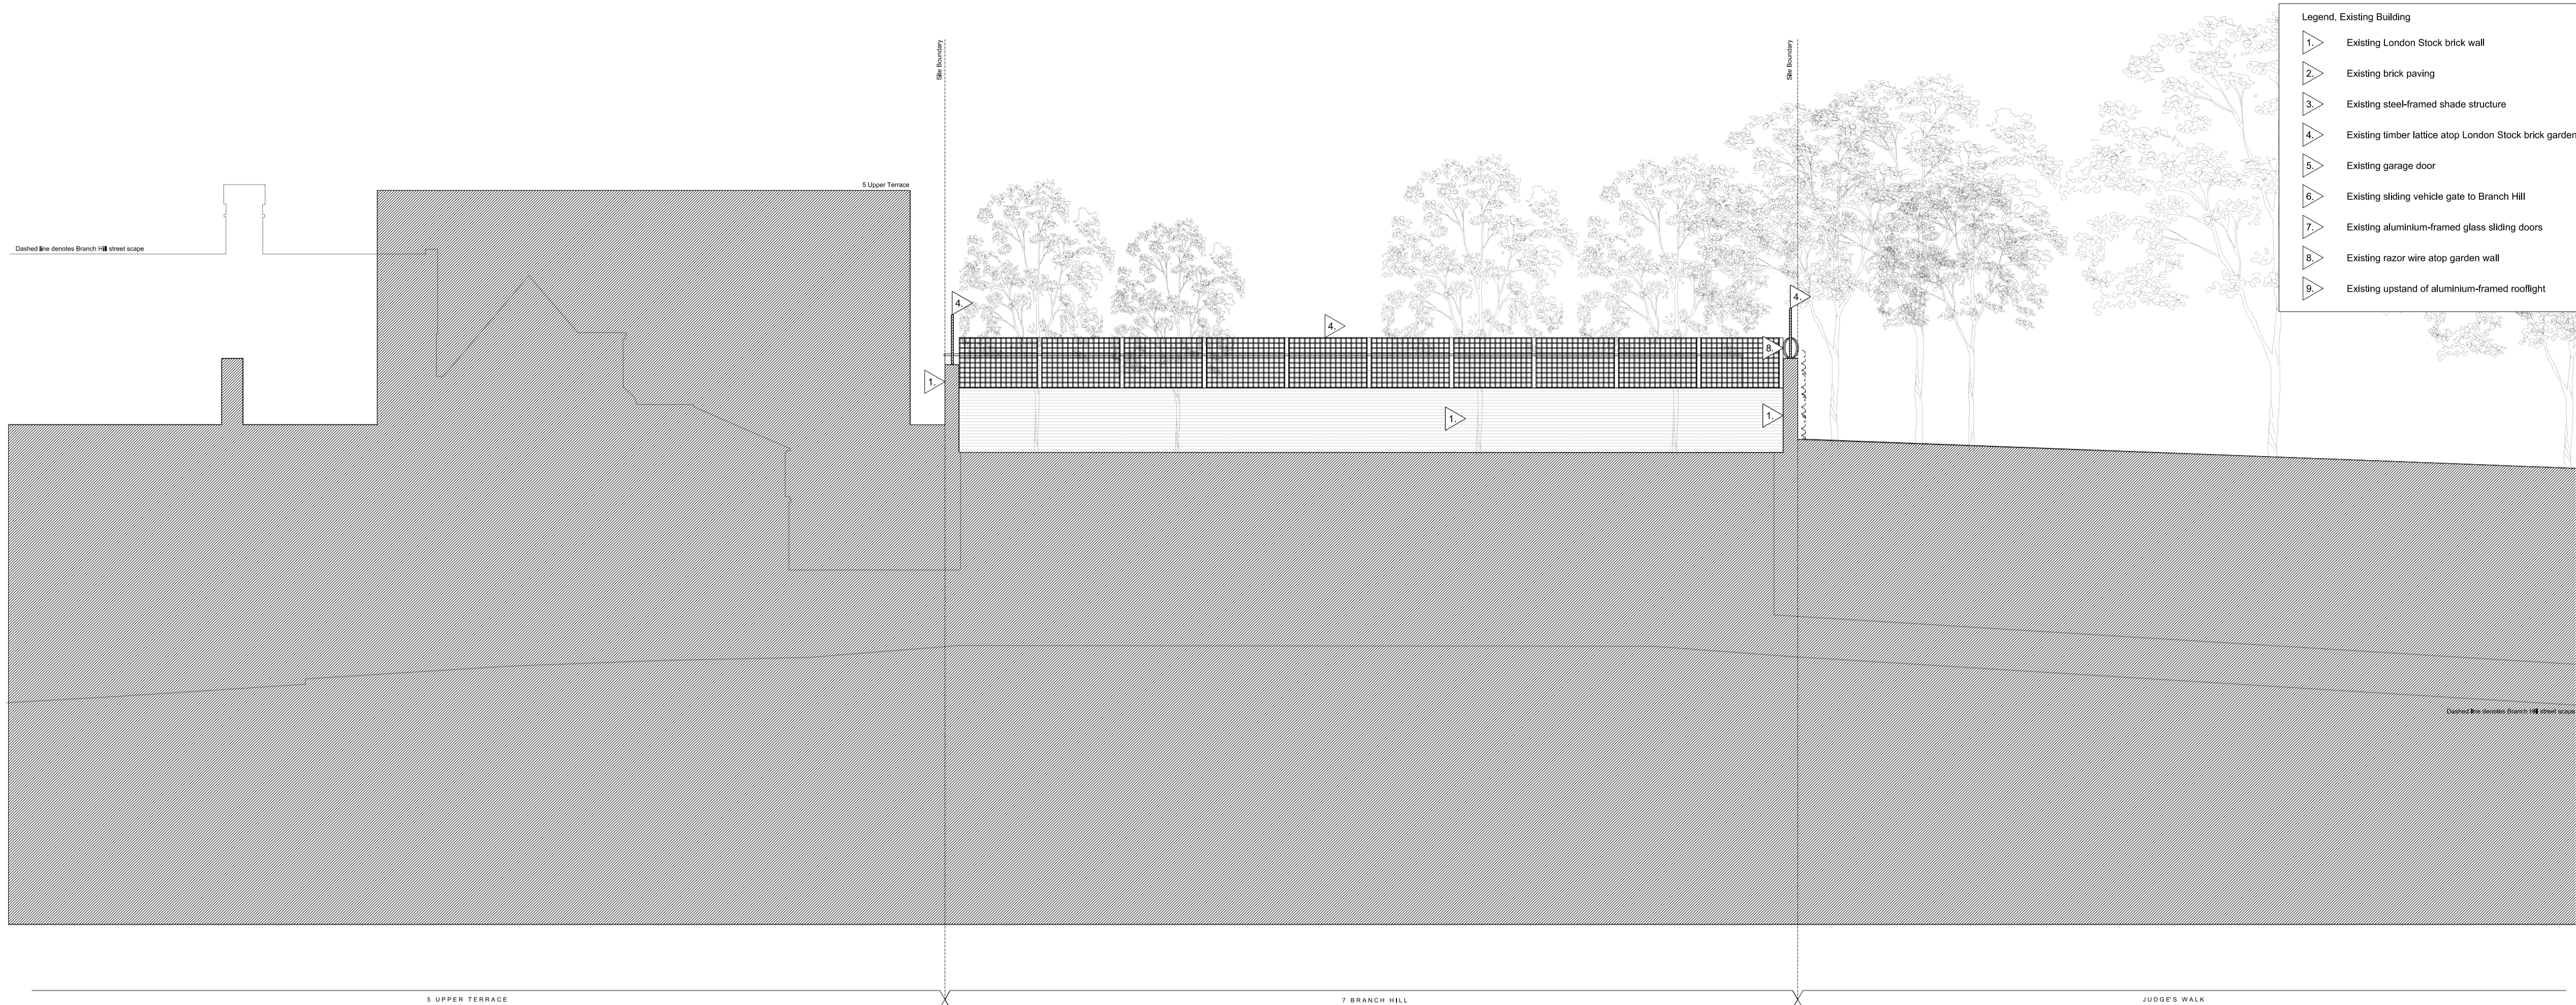 Legend. Existing Building
1. Existing London Stock brick wall
2. Existing brick paving
3. Existing steel-framed shade structure
4. Existing timber lattice atop London Stock brick garden
5. Existing garage door
6. Existing sliding vehicle gate to Branch Hill
7. Existing aluminium-framed glass sliding doors
8. Existing razor wire atop garden wall
9. Existing upstand of aluminium-framed rooflight
Site Boundary
Site Boundary
5 Upper Terrace
Dashed line denotes Branch Hill street scape
4.
4.
4.
8.
1.
1.
1.
Dashed line denotes Branch Hill street scape
5 UPPER TERRACE
7 BRANCH HILL
JUDGE'S WALK